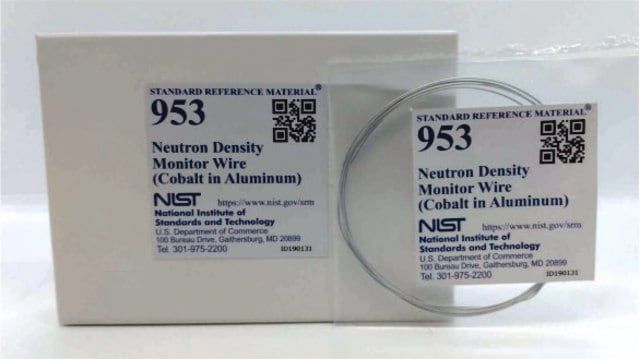 STANDARD REFERENCE MATERIAL®
953
Neutron Density
Monitor Wire
(Cobalt in Aluminum)
NIST https://www.nist.gov/srm
National Institute of
Standards and Technology
U.S. Department of Commerce
100 Bureau Drive, Gaithersburg, MD 20899
Tel. 301-975-2200 ID190131
STANDARD REFERENCE MATERIAL®
953
Neutron Density
Monitor Wire
(Cobalt in Aluminum)
NIST https://www.nist.gov/srm
National Institute of
Standards and Technology
U.S. Department of Commerce
100 Bureau Drive, Gaithersburg, MD 20899
Tel. 301-975-2200 ID190131